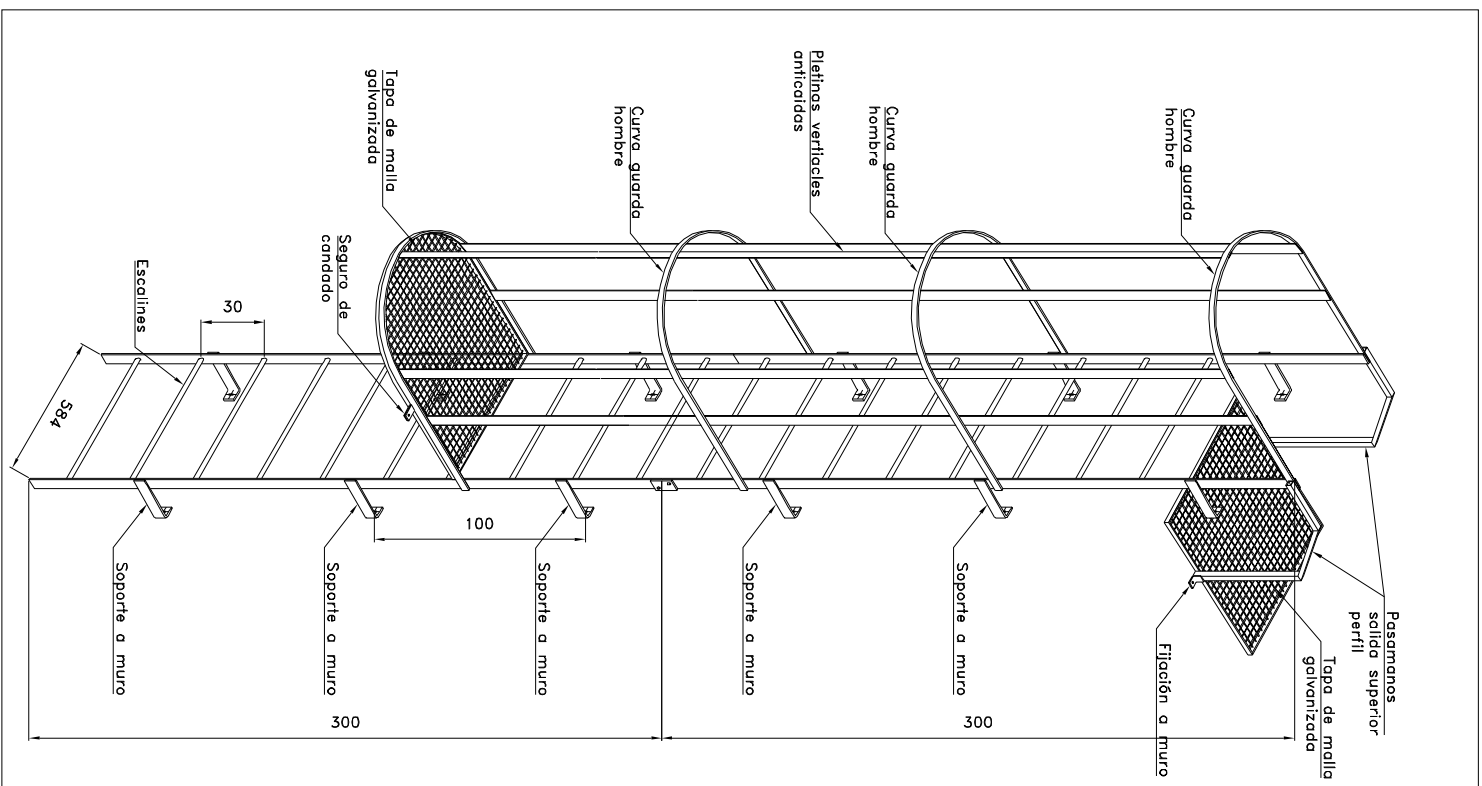 Pletinas vertiacles
anticaidas
Tapa de malla
galvanizada
Curva guarda
hombre
Curva guarda
hombre
Curva guarda
hombre
Seguro de
candado
Escalines
30
584
100
Soporte a muro
Soporte a muro
Soporte a muro
Soporte a muro
Soporte a muro
Fijación a muro
Tapa de malla
galvanizada
Pasamanos
salida superior
perfil
300
300